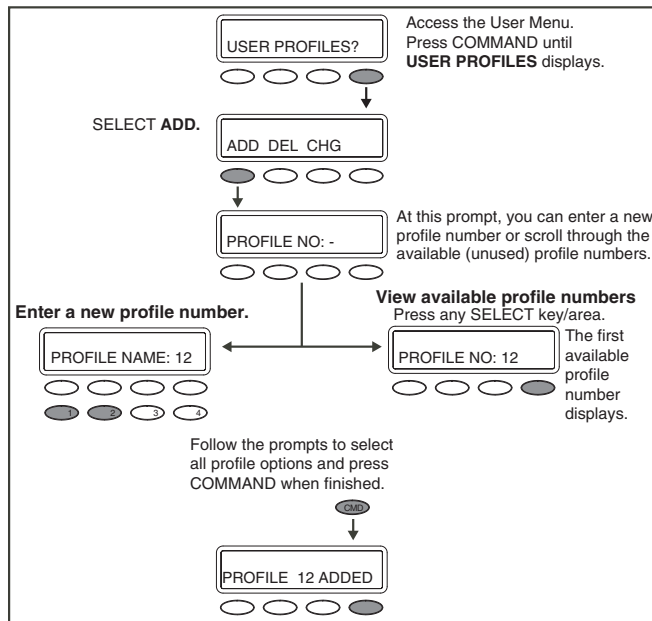 Access the User Menu.
Press COMMAND until
USER PROFILES displays.
USER PROFILES?
SELECT ADD.
ADD DEL CHG
At this prompt, you can enter a new
profile number or scroll through the
available (unused) profile numbers.
PROFILE NO: -
Enter a new profile number.
PROFILE NAME: 12
1 2 3 4
View available profile numbers
Press any SELECT key/area.
PROFILE NO: 12
The first
available
profile
number
displays.
Follow the prompts to select
all profile options and press
COMMAND when finished.
CMD
PROFILE 12 ADDED